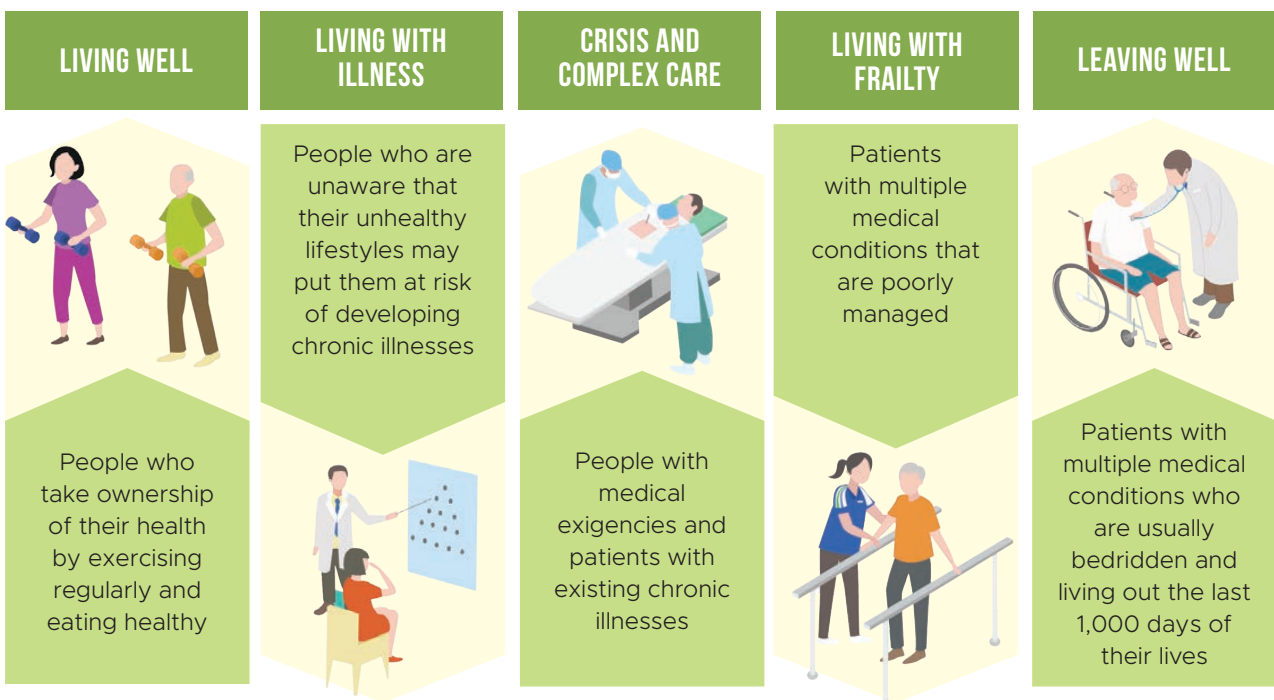 LIVING WELL
People who
take ownership
of their health
by exercising
regularly and
eating healthy
LIVING WITH
ILLNESS
People who are
unaware that
their unhealthy
lifestyles may
put them at risk
of developing
chronic illnesses
CRISIS AND
COMPLEX CARE
People with
medical
exigencies and
patients with
existing chronic
illnesses
LIVING WITH
FRAILTY
Patients
with multiple
medical
conditions that
are poorly
managed
LEAVING WELL
Patients with
multiple medical
conditions who
are usually
bedridden and
living out the last
1,000 days of
their lives